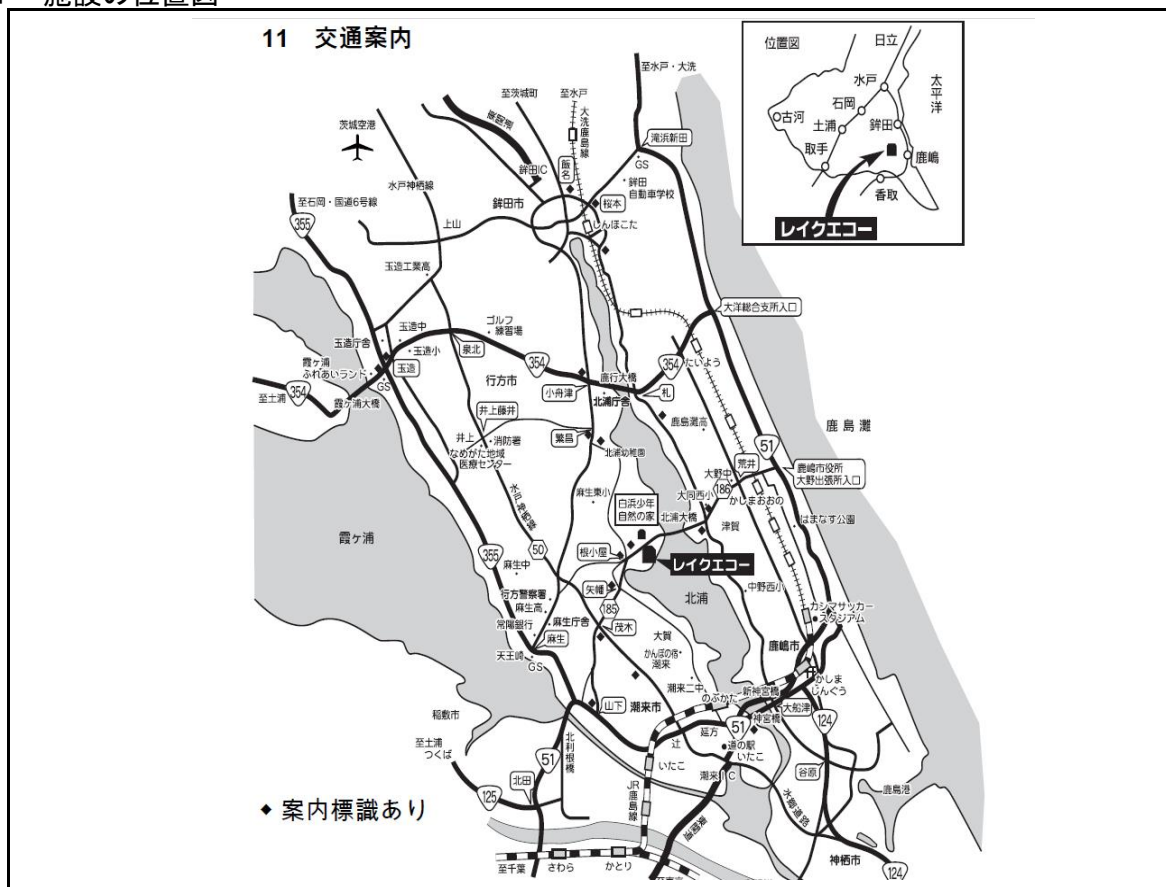 施設の位置図
11 交通案内
位置図
日立
水戸
太平洋
石岡
古河
土浦
鉾田
取手
鹿嶋
香取
レイクエコー
至水戸・大洗
至茨城町
至水戸
大洗鹿島線
東関道
茨城空港
滝浜新田
GS
飯名
鉾田IC
鉾田
自動車学校
水戸神栖線
鉾田市
桜本
至石岡・国道6号線
355
上山
しんほこた
玉造工業高
大洋総合支所入口
ゴルフ
練習場
玉造中
玉造庁舎
玉造小
泉北
354
354
たいよう
霞ヶ浦
ふれあいランド
玉造
GS
行方市
鹿行大橋
小舟津
北浦庁舎
札
至土浦
354
霞ヶ浦大橋
井上藤井
鹿島灘高
鹿島灘
井上
消防署
繁昌
なめがた地域
医療センター
北浦幼稚園
51
荒井
鹿嶋市役所
大野出張所入口
大野中
186
麻生東小
大同西小
かしまおおの
水戸神栖線
白浜少年
自然の家
北浦大橋
津賀
はまなす公園
霞ヶ浦
50
根小屋
レイクエコー
355
麻生中
矢幡
北浦
中野西小
行方警察署
185
カシマサッカー
スタジアム
麻生高
麻生庁舎
茂木
常陽銀行
麻生
大賀
鹿嶋市
天王崎
GS
かんぽの宿
潮来
かしま
じんぐう
潮来二中
のぶかた
新神宮橋
稲敷市
山下
潮来市
大船津
神宮橋
124
51
延方
至土浦
つくば
辻
道の駅
いたこ
北利根橋
51
いたこ
谷原
潮来IC
鹿島港
北田
125
JR鹿島線
水郷道路
◆ 案内標識あり
東関道
神栖市
124
至千葉
さわら
かとり